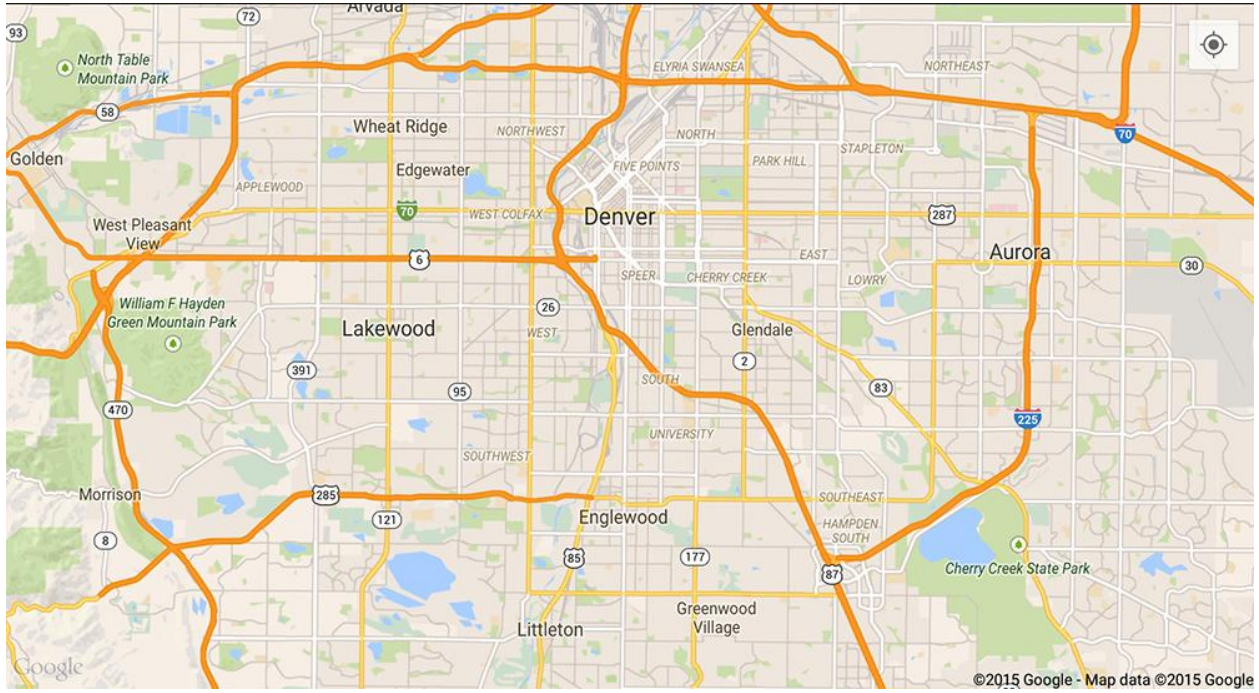 Arvada
93
72
North Table
Mountain Park
ELYRIA SWANSEA
NORTHEAST
58
Wheat Ridge
NORTHWEST
NORTH
70
Golden
Edgewater
FIVE POINTS
PARK HILL
STAPLETON
APPLEWOOD
West Pleasant
View
70
WEST COLFAX
Denver
287
6
SPEER
CHERRY CREEK
EAST
LOWRY
Aurora
30
William F Hayden
Green Mountain Park
Lakewood
26
WEST
Glendale
391
95
SOUTH
2
83
470
225
UNIVERSITY
SOUTHWEST
Morrison
285
121
Englewood
SOUTHEAST
HAMPDEN
SOUTH
8
85
177
87
Cherry Creek State Park
Greenwood
Village
Littleton
Google
©2015 Google - Map data ©2015 Google